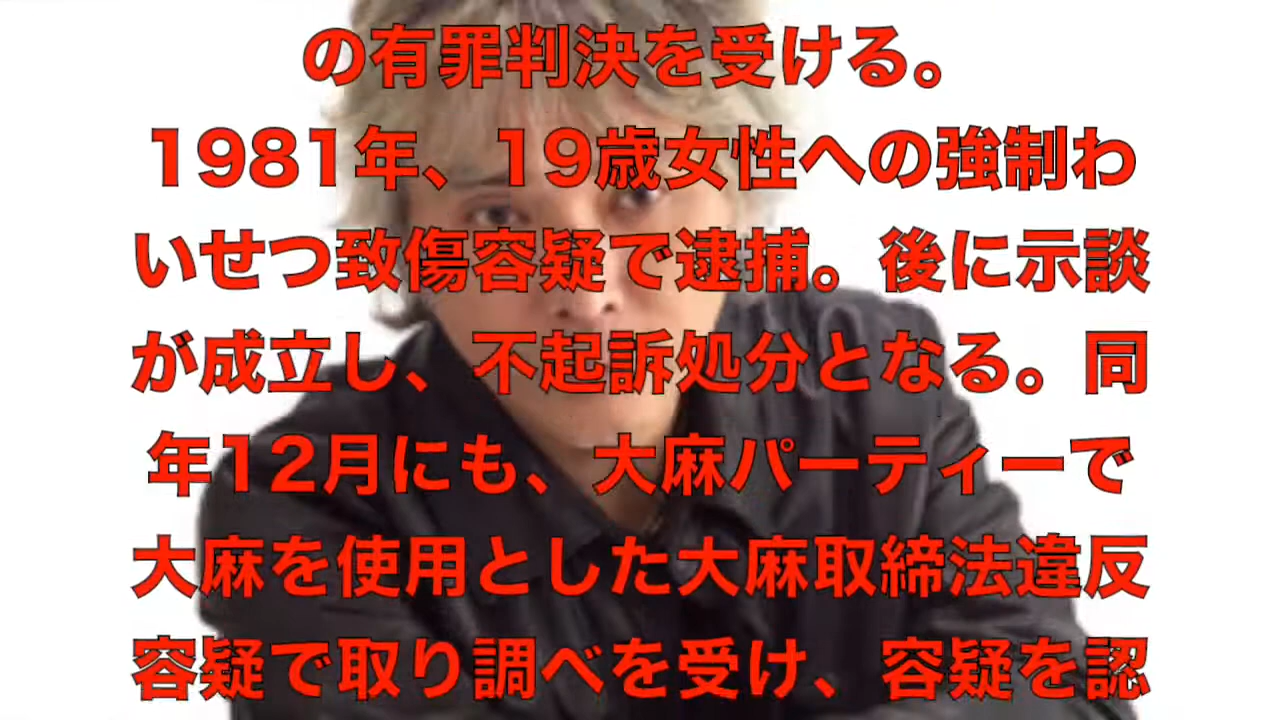 の有罪判決を受ける。
1981年、19歳女性への強制わ
いせつ致傷容疑で逮捕。後に示談
が成立し、不起訴処分となる。同
年12月にも、大麻パーティーで
大麻を使用とした大麻取締法違反
容疑で取り調べを受け、容疑を認